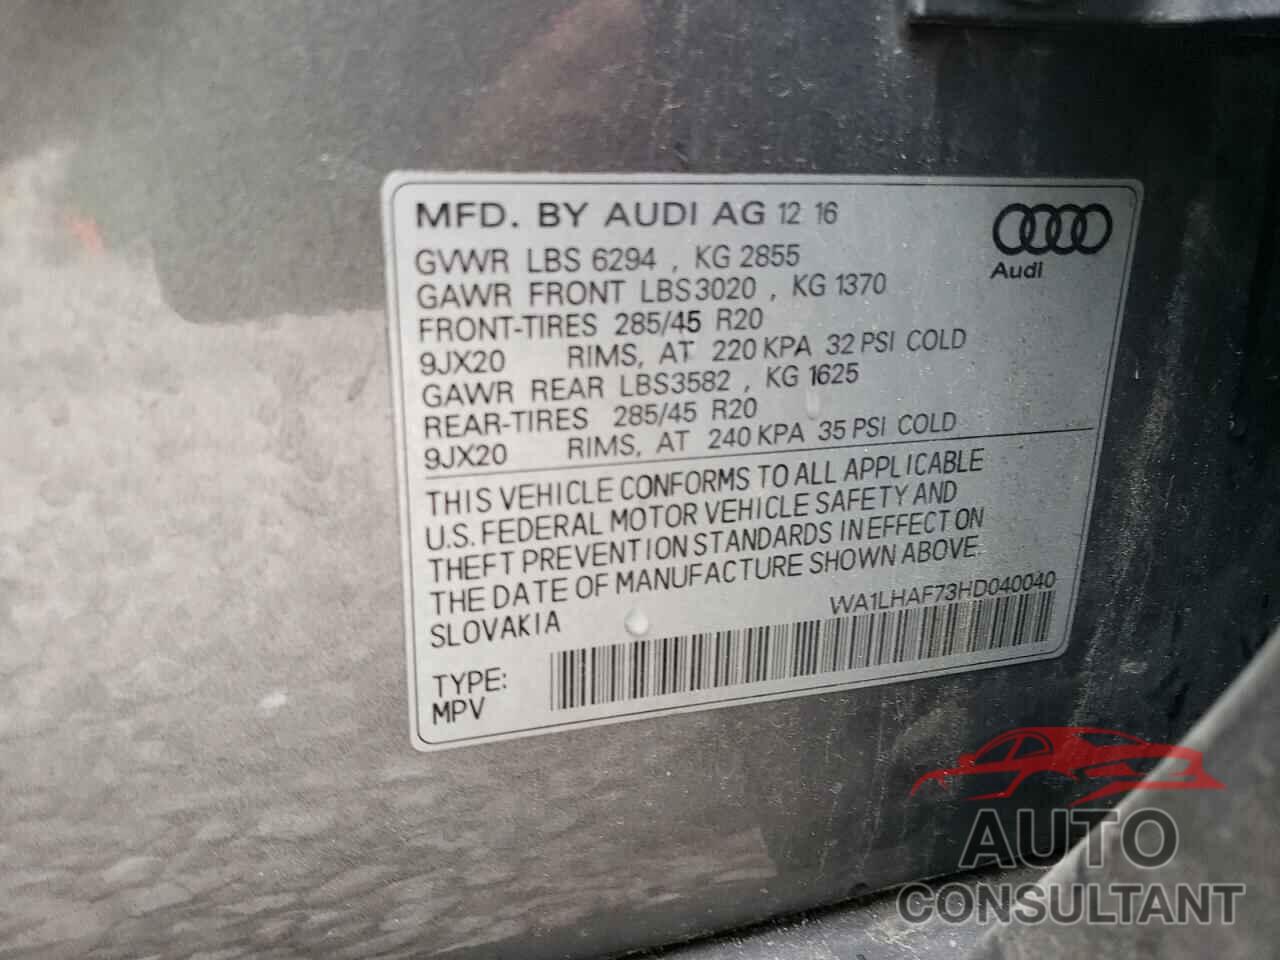 MFD. BY AUDI AG 12 16
Audi
GVWR LBS 6294 , KG 2855
GAWR FRONT LBS3020 , KG 1370
FRONT-TIRES 285/45 R20
9JX20 RIMS, AT 220 KPA 32 PSI COLD
GAWR REAR LBS3582 , KG 1625
REAR-TIRES 285/45 R20
9JX20 RIMS, AT 240 KPA 35 PSI COLD
THIS VEHICLE CONFORMS TO ALL APPLICABLE
U.S. FEDERAL MOTOR VEHICLE SAFETY AND
THEFT PREVENTION STANDARDS IN EFFECT ON
THE DATE OF MANUFACTURE SHOWN ABOVE.
SLOVAKIA
WA1LHAF73HD040040
TYPE:
MPV
AUTO
CONSULTANT